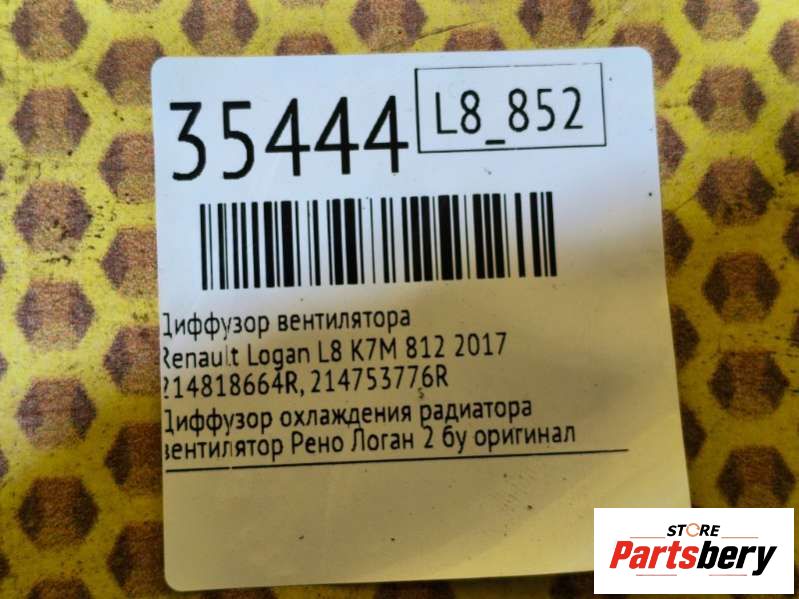 35444
L8_852
Диффузор вентилятора
Renault Logan L8 K7M 812 2017
214818664R, 214753776R
Диффузор охлаждения радиатора
вентилятор Рено Логан 2 бу оригинал
STORE
Partsbery